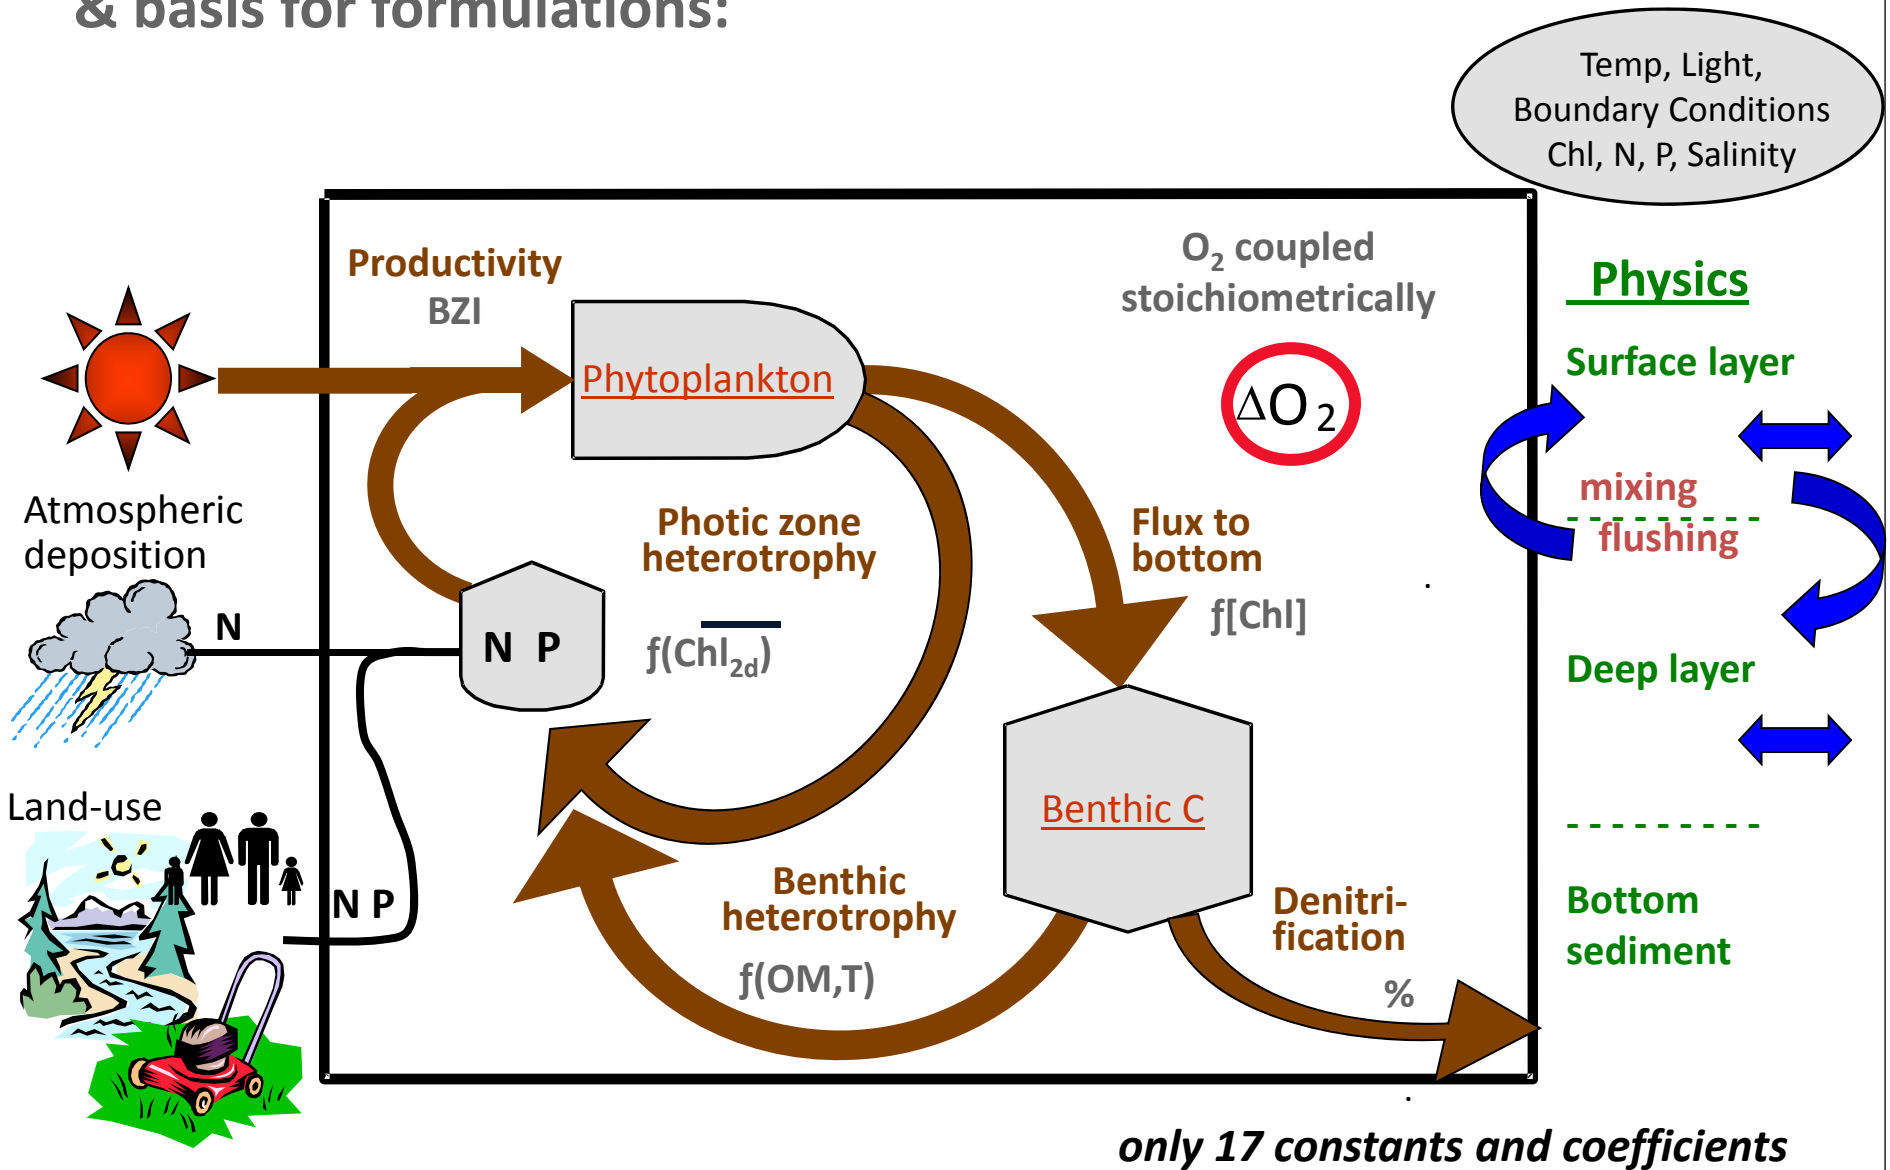 & basis for formulations:
Temp, Light,
Boundary Conditions
Chl, N, P, Salinity
Productivity
BZI
O₂ coupled
stoichiometrically
Physics
Surface layer
Phytoplankton
ΔO₂
mixing
flushing
Atmospheric
deposition
N
Photic zone
heterotrophy
ƒ(Chl₂d)
Flux to
bottom
ƒ[Chl]
N P
Deep layer
Land-use
N P
Benthic C
Benthic
heterotrophy
ƒ(OM,T)
Denitri-
fication
%
Bottom
sediment
only 17 constants and coefficients